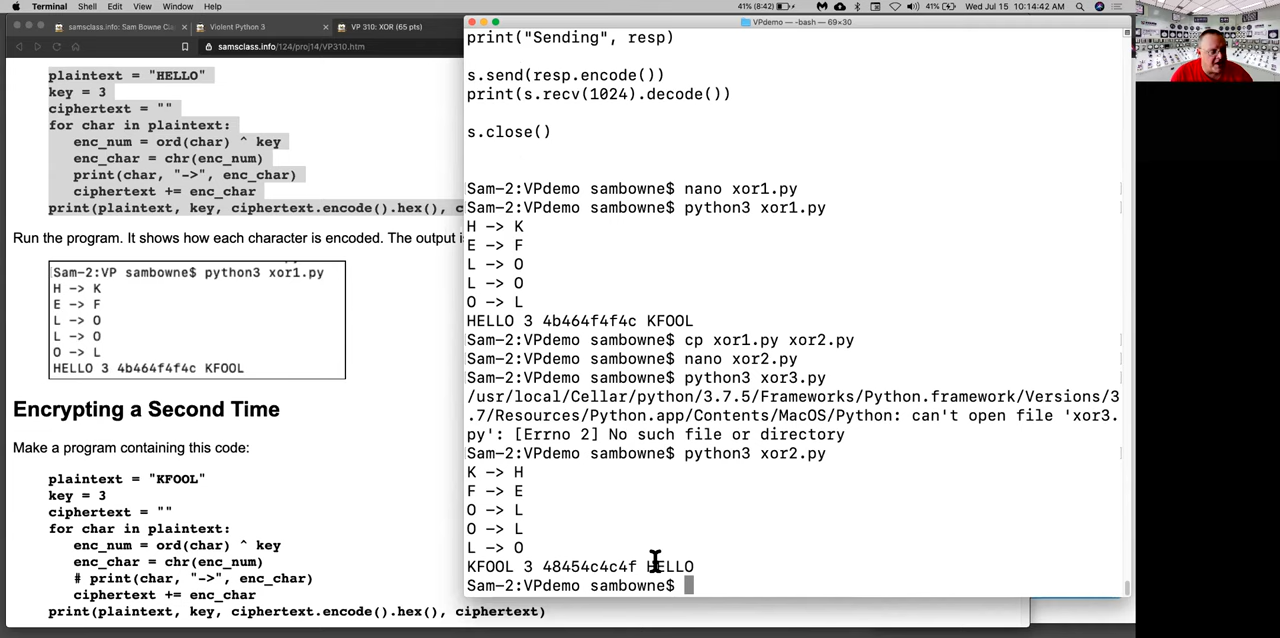 Terminal Shell Edit View Window Help
41% (8:42) 41% Wed Jul 15 10:14:42 AM
samsclass.info: Sam Bowne Cla Violent Python 3 VP 310: XOR (65 pts)
samsclass.info/124/proj14/VP310.htm
plaintext = "HELLO"
key = 3
ciphertext = ""
for char in plaintext:
enc_num = ord(char) ^ key
enc_char = chr(enc_num)
print(char, "->", enc_char)
ciphertext += enc_char
print(plaintext, key, ciphertext.encode().hex(), c
Run the program. It shows how each character is encoded. The output i
Sam-2:VP sambowne$ python3 xor1.py
H -> K
E -> F
L -> O
L -> O
O -> L
HELLO 3 4b464f4f4c KFOOL
Encrypting a Second Time
Make a program containing this code:
plaintext = "KFOOL"
key = 3
ciphertext = ""
for char in plaintext:
enc_num = ord(char) ^ key
enc_char = chr(enc_num)
# print(char, "->", enc_char)
ciphertext += enc_char
print(plaintext, key, ciphertext.encode().hex(), ciphertext)
VPdemo — -bash — 69×30
print("Sending", resp)
s.send(resp.encode())
print(s.recv(1024).decode())
s.close()
Sam-2:VPdemo sambowne$ nano xor1.py
Sam-2:VPdemo sambowne$ python3 xor1.py
H -> K
E -> F
L -> O
L -> O
O -> L
HELLO 3 4b464f4f4c KFOOL
Sam-2:VPdemo sambowne$ cp xor1.py xor2.py
Sam-2:VPdemo sambowne$ nano xor2.py
Sam-2:VPdemo sambowne$ python3 xor3.py
/usr/local/Cellar/python/3.7.5/Frameworks/Python.framework/Versions/3
.7/Resources/Python.app/Contents/MacOS/Python: can't open file 'xor3.
py': [Errno 2] No such file or directory
Sam-2:VPdemo sambowne$ python3 xor2.py
K -> H
F -> E
O -> L
O -> L
L -> O
KFOOL 3 48454c4c4f HELLO
Sam-2:VPdemo sambowne$